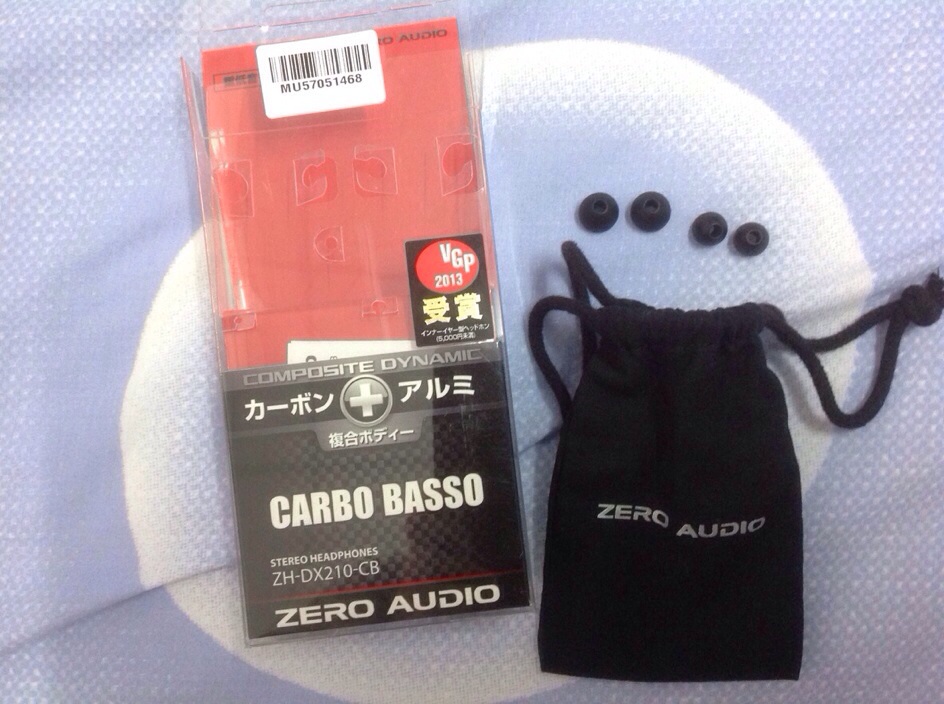 RO AUDIO
MU57051468
VGP
2013
受賞
インナーイヤー型ヘッドホン
(5,000円未満)
COMPOSITE DYNAMIC
カーボン + アルミ
複合ボディー
CARBO BASSO
STEREO HEADPHONES
ZH-DX210-CB
ZERO AUDIO
ZERO AUDIO